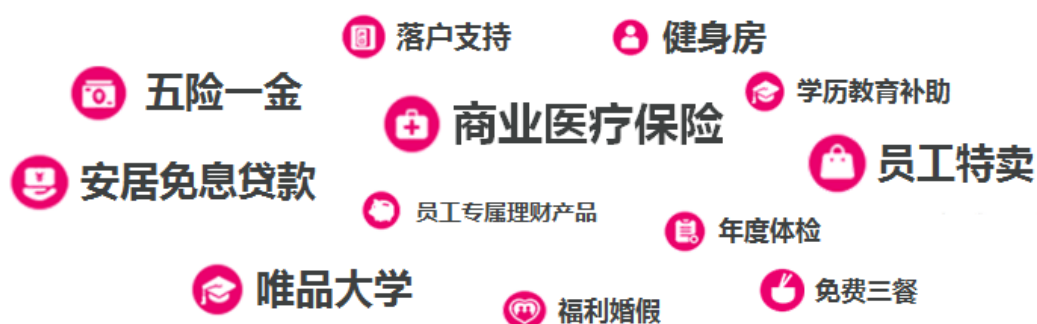 落户支持
健身房
五险一金
学历教育补助
商业医疗保险
员工特卖
安居免息贷款
员工专属理财产品
年度体检
唯品大学
免费三餐
福利婚假